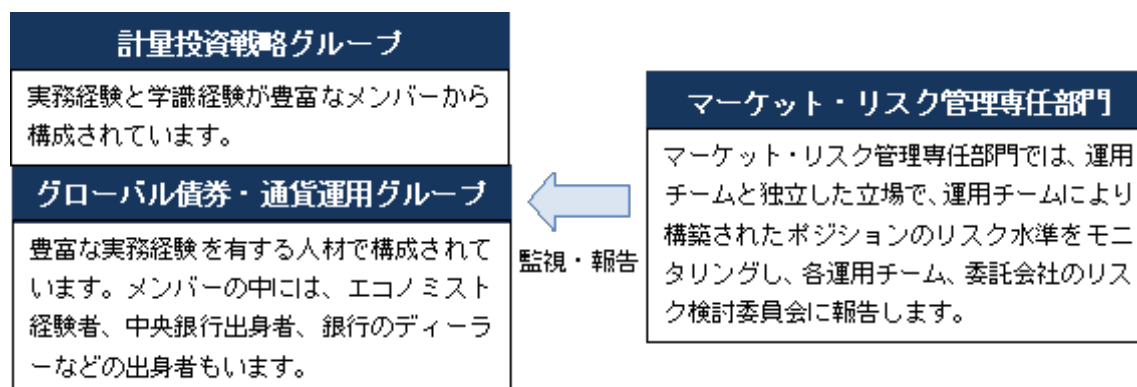 計量投資戦略グループ
実務経験と学識経験が豊富なメンバーから
構成されています。
グローバル債券・通貨運用グループ
豊富な実務経験を有する人材で構成されて
います。メンバーの中には、エコノミスト
経験者、中央銀行出身者、銀行のディーラ
ーなどの出身者もいます。
監視・報告
マーケット・リスク管理専任部門
マーケット・リスク管理専任部門では、運用
チームと独立した立場で、運用チームにより
構築されたポジションのリスク水準をモニ
タリングし、各運用チーム、委託会社のリス
ク検討委員会に報告します。